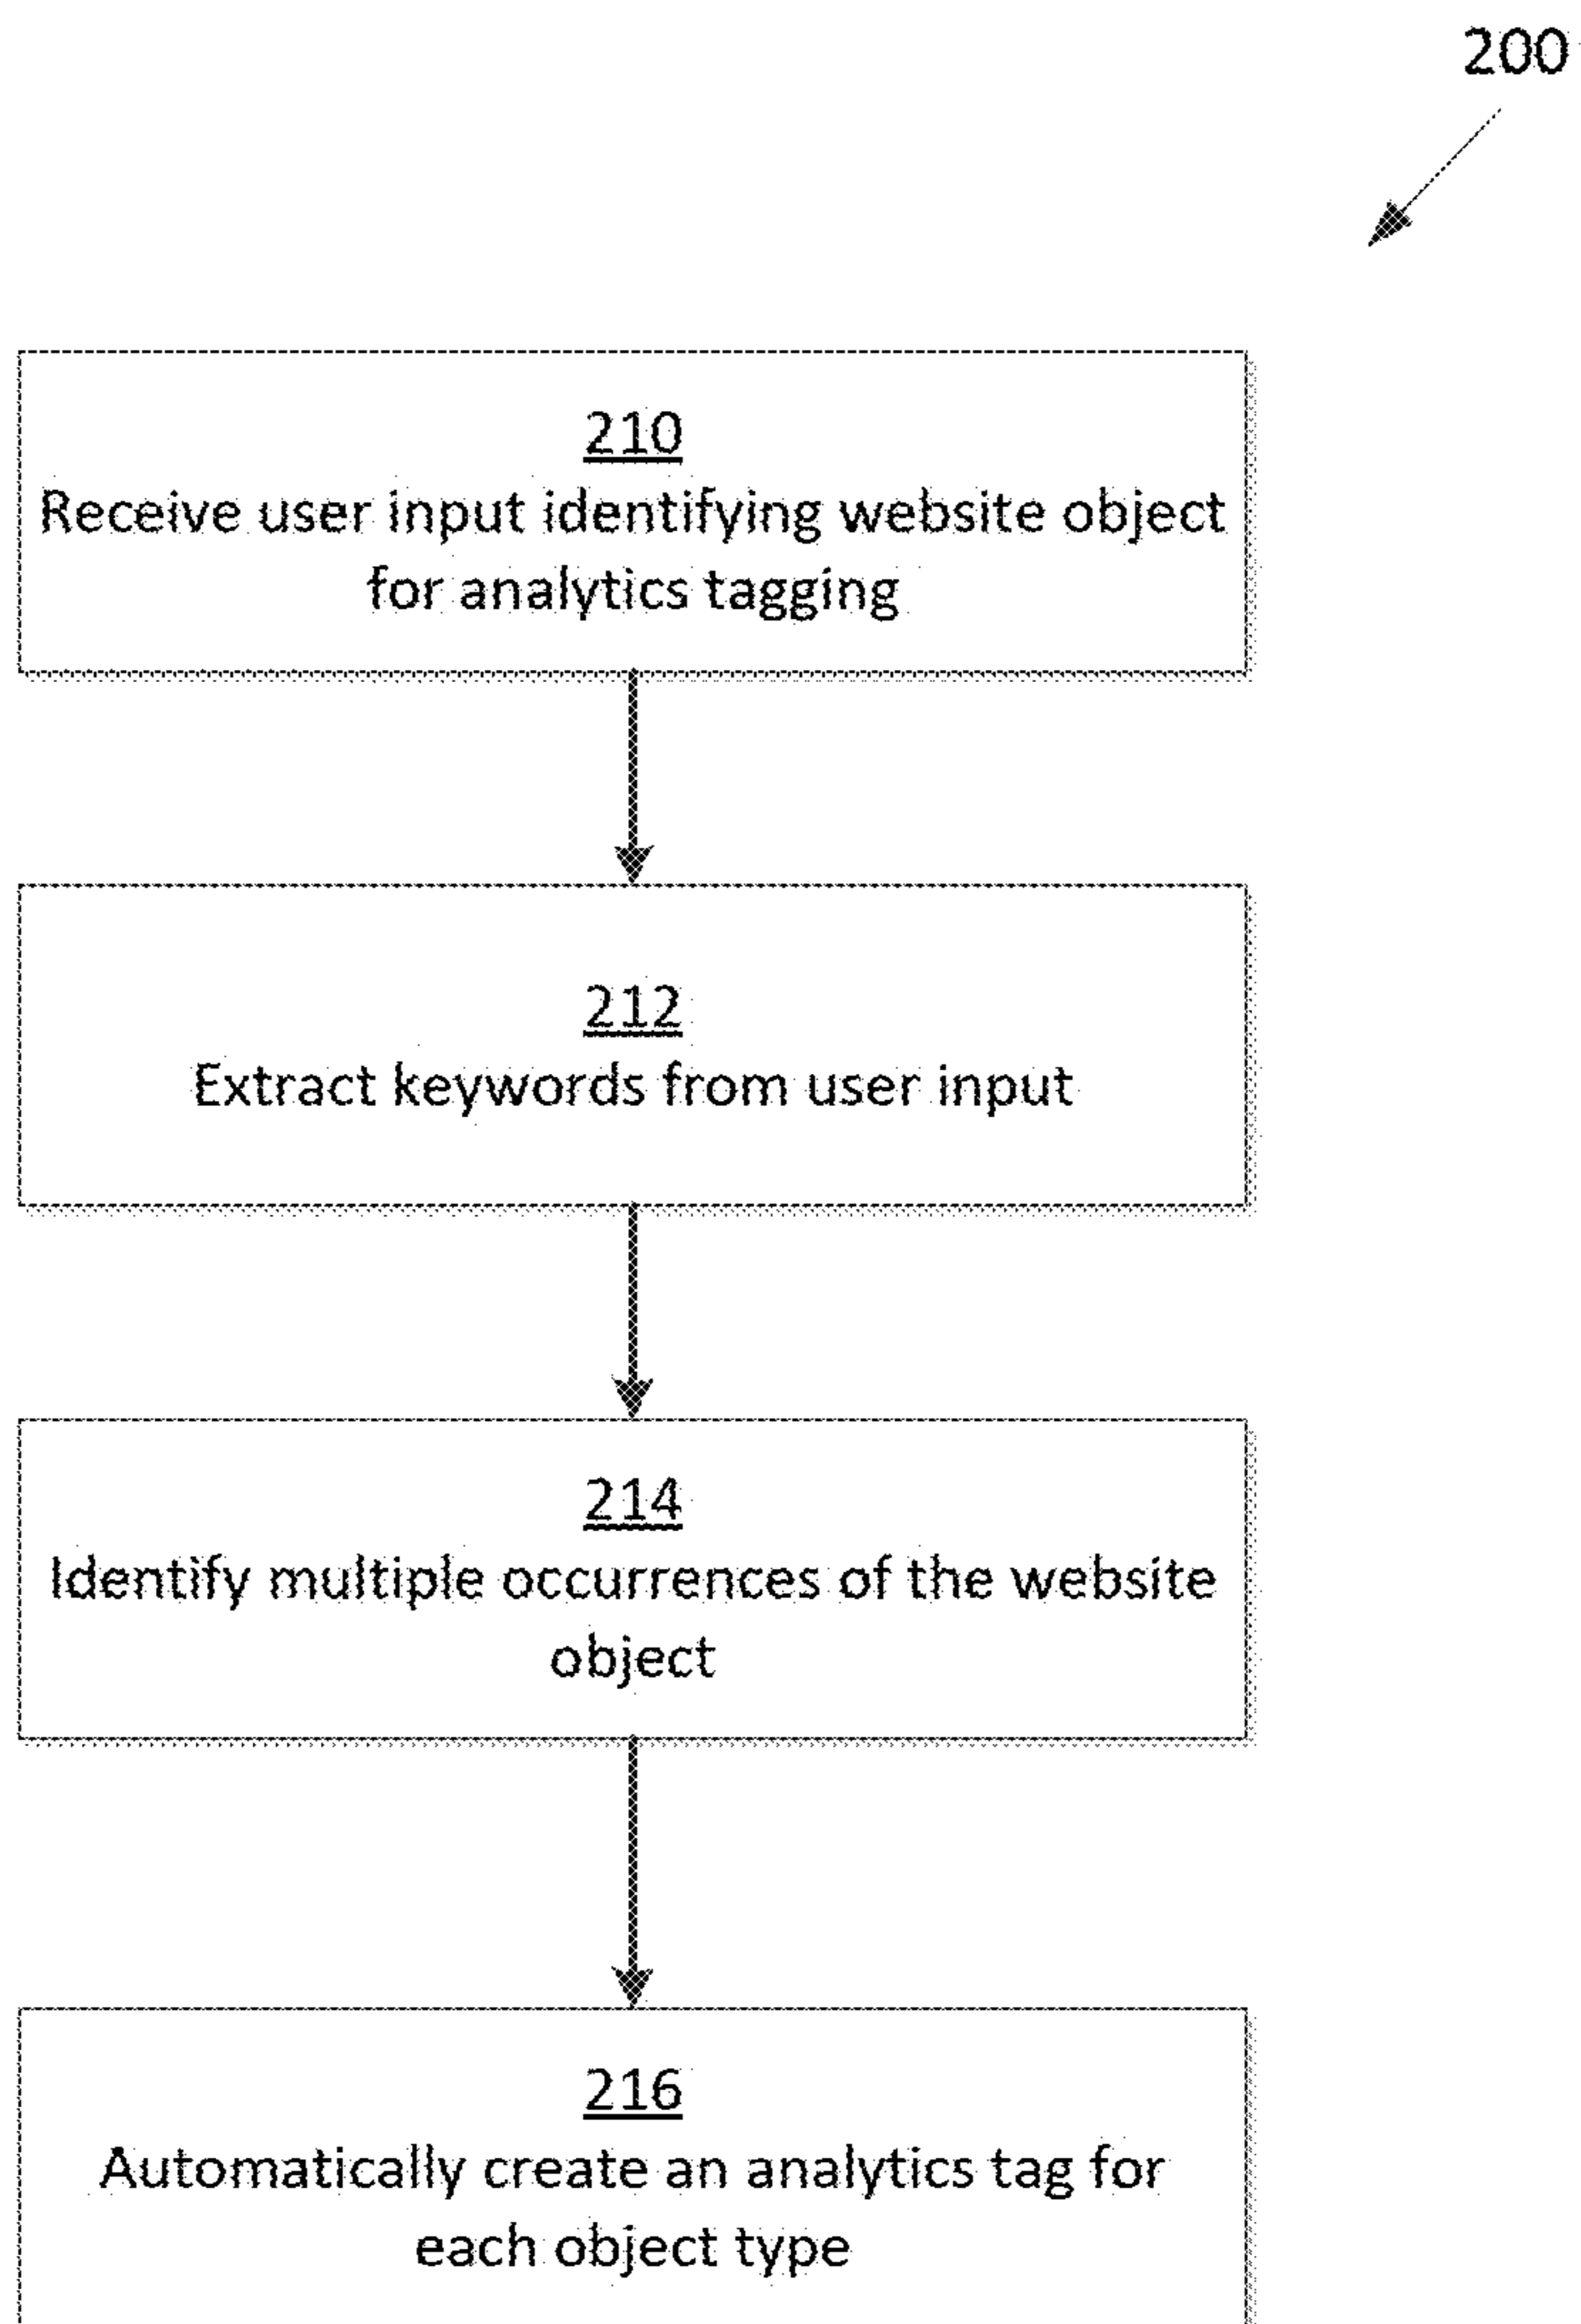 200
210
Receive user input identifying website object
for analytics tagging
212
Extract keywords from user input
214
Identify multiple occurrences of the website
object
216
Automatically create an analytics tag for
each object type